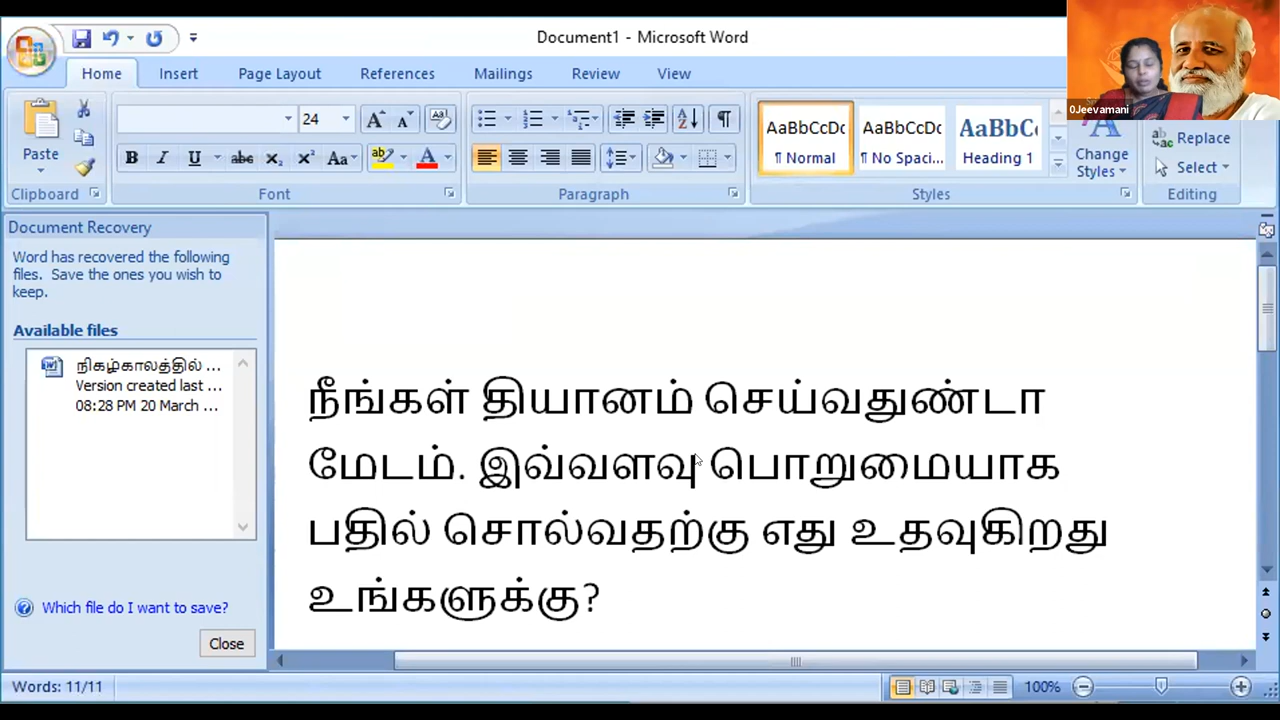 Document1 - Microsoft Word
0Jeevamani
Home Insert Page Layout References Mailings Review View
Paste
24
AaBbCcDc AaBbCcDc AaBbC
¶ Normal ¶ No Spaci... Heading 1
Change Styles
Replace
Select
Clipboard Font Paragraph Styles Editing
Document Recovery
Word has recovered the following
files. Save the ones you wish to
keep.
Available files
நிகழ்காலத்தில் ...
Version created last ...
08:28 PM 20 March ...
Which file do I want to save?
Close
நீங்கள் தியானம் செய்வதுண்டா
மேடம். இவ்வளவு பொறுமையாக
பதில் சொல்வதற்கு எது உதவுகிறது
உங்களுக்கு?
Words: 11/11
100%